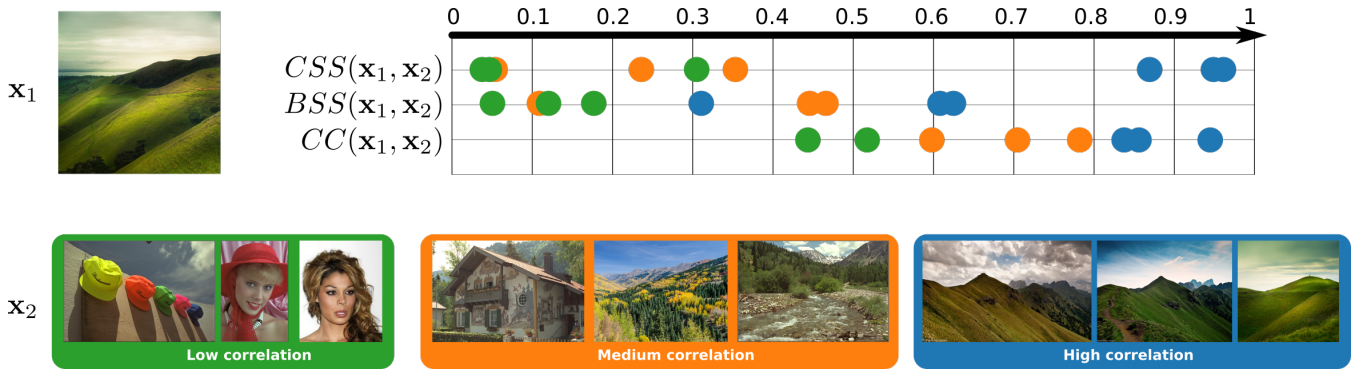 0 0.1 0.2 0.3 0.4 0.5 0.6 0.7 0.8 0.9 1
x₁
CSS(x₁, x₂)
BSS(x₁, x₂)
CC(x₁, x₂)
x₂
Low correlation
Medium correlation
High correlation